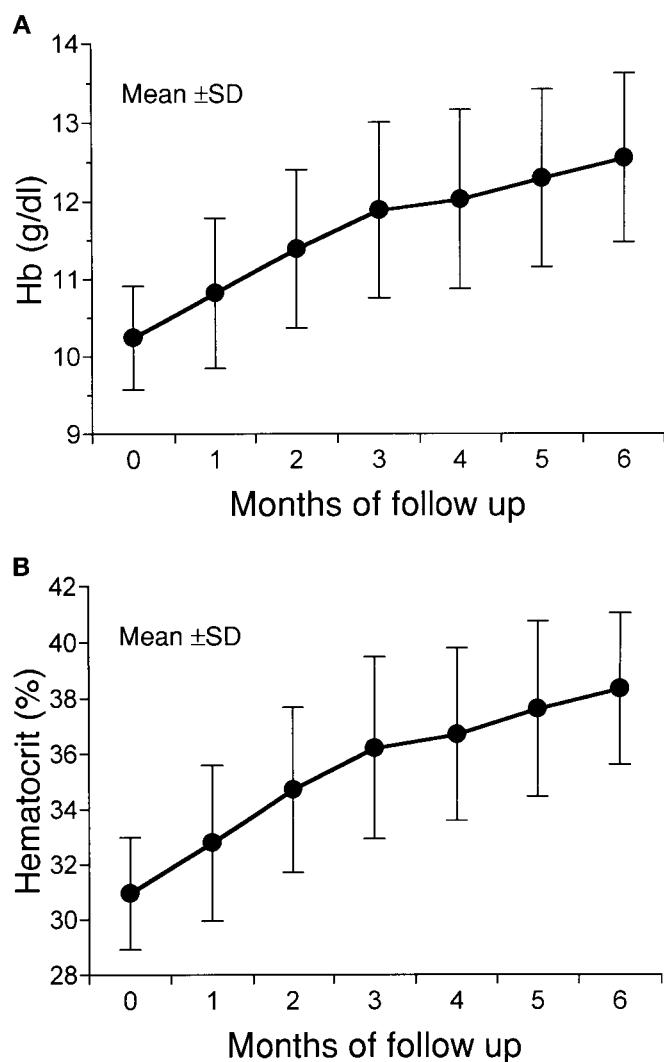 A
14
13
12
11
10
9
Mean ±SD
Hb (g/dl)
0 1 2 3 4 5 6
Months of follow up
B
42
40
38
36
34
32
30
28
Mean ±SD
Hematocrit (%)
0 1 2 3 4 5 6
Months of follow up